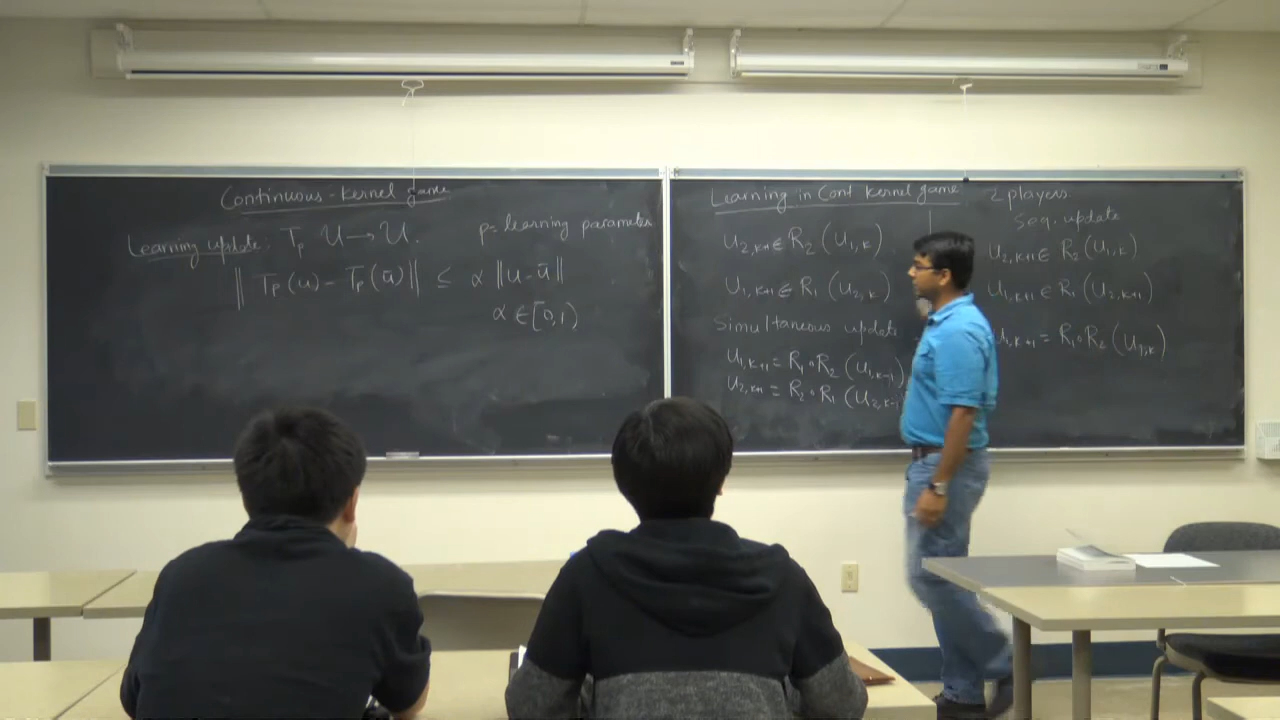 Continuous-Kernel game
Learning update: T_p U → U. p = learning parameter
‖ T_p(u) - T_p(ū) ‖ ≤ α ‖u - ū‖
α ∈ [0,1)
Learning in Cont Kernel game
U_{2,k+1} ∈ R_2 (U_{1,k})
U_{1,k+1} ∈ R_1 (U_{2,k})
Simultaneous update
U_{1,k+1} = R_1 ∘ R_2 (U_{1,k-1})
U_{2,k+1} = R_2 ∘ R_1 (U_{2,k-1}
2 players
Seq. update
U_{2,k+1} ∈ R_2 (U_{1,k})
U_{1,k+1} ∈ R_1 (U_{2,k+1})
U_{1,k+1} = R_1 ∘ R_2 (U_{1,k})